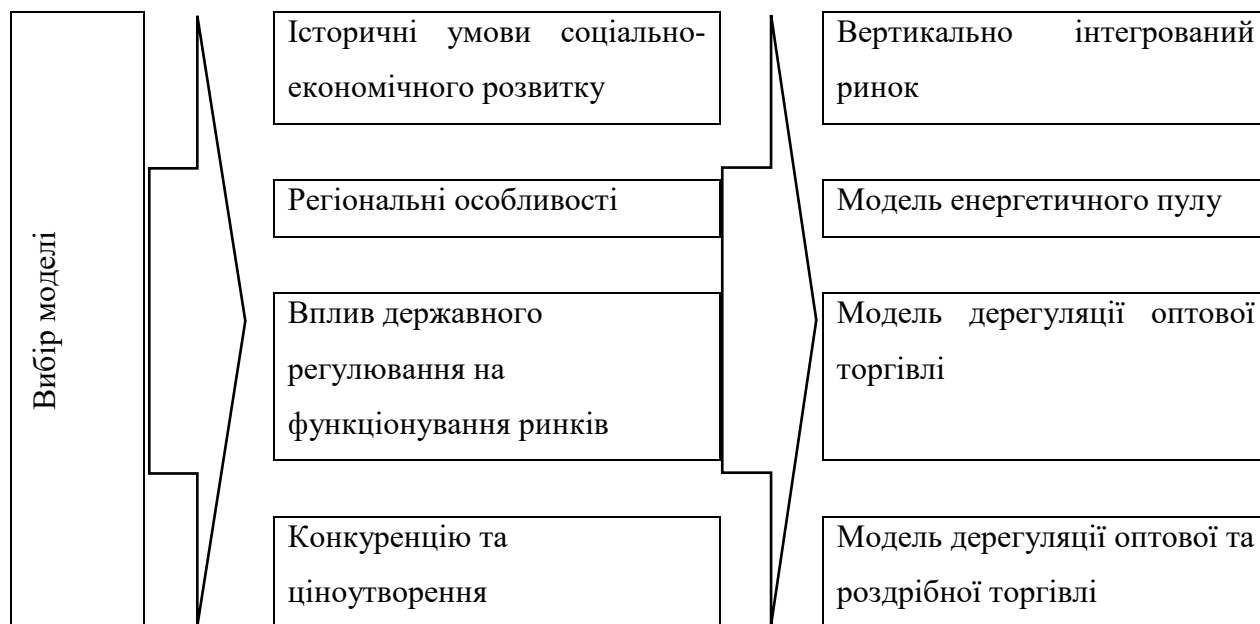 Вибір моделі
Історичні умови соціально-
економічного розвитку
Регіональні особливості
Вплив державного
регулювання на
функціонування ринків
Конкуренцію та
ціноутворення
Вертикально інтегрований
ринок
Модель енергетичного пулу
Модель дерегуляції оптової
торгівлі
Модель дерегуляції оптової та
роздрібної торгівлі